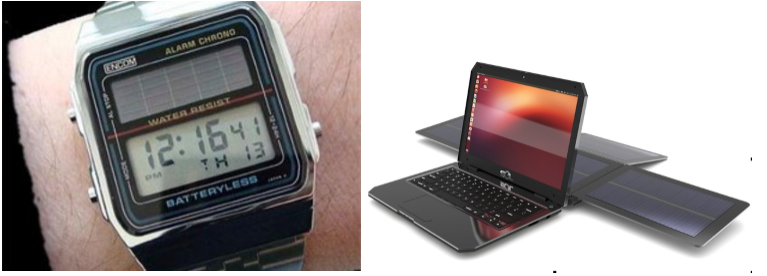 ENCOM
ALARM CHRONO
WATER RESIST
12:16 41
PM TH 13
BATTERYLESS